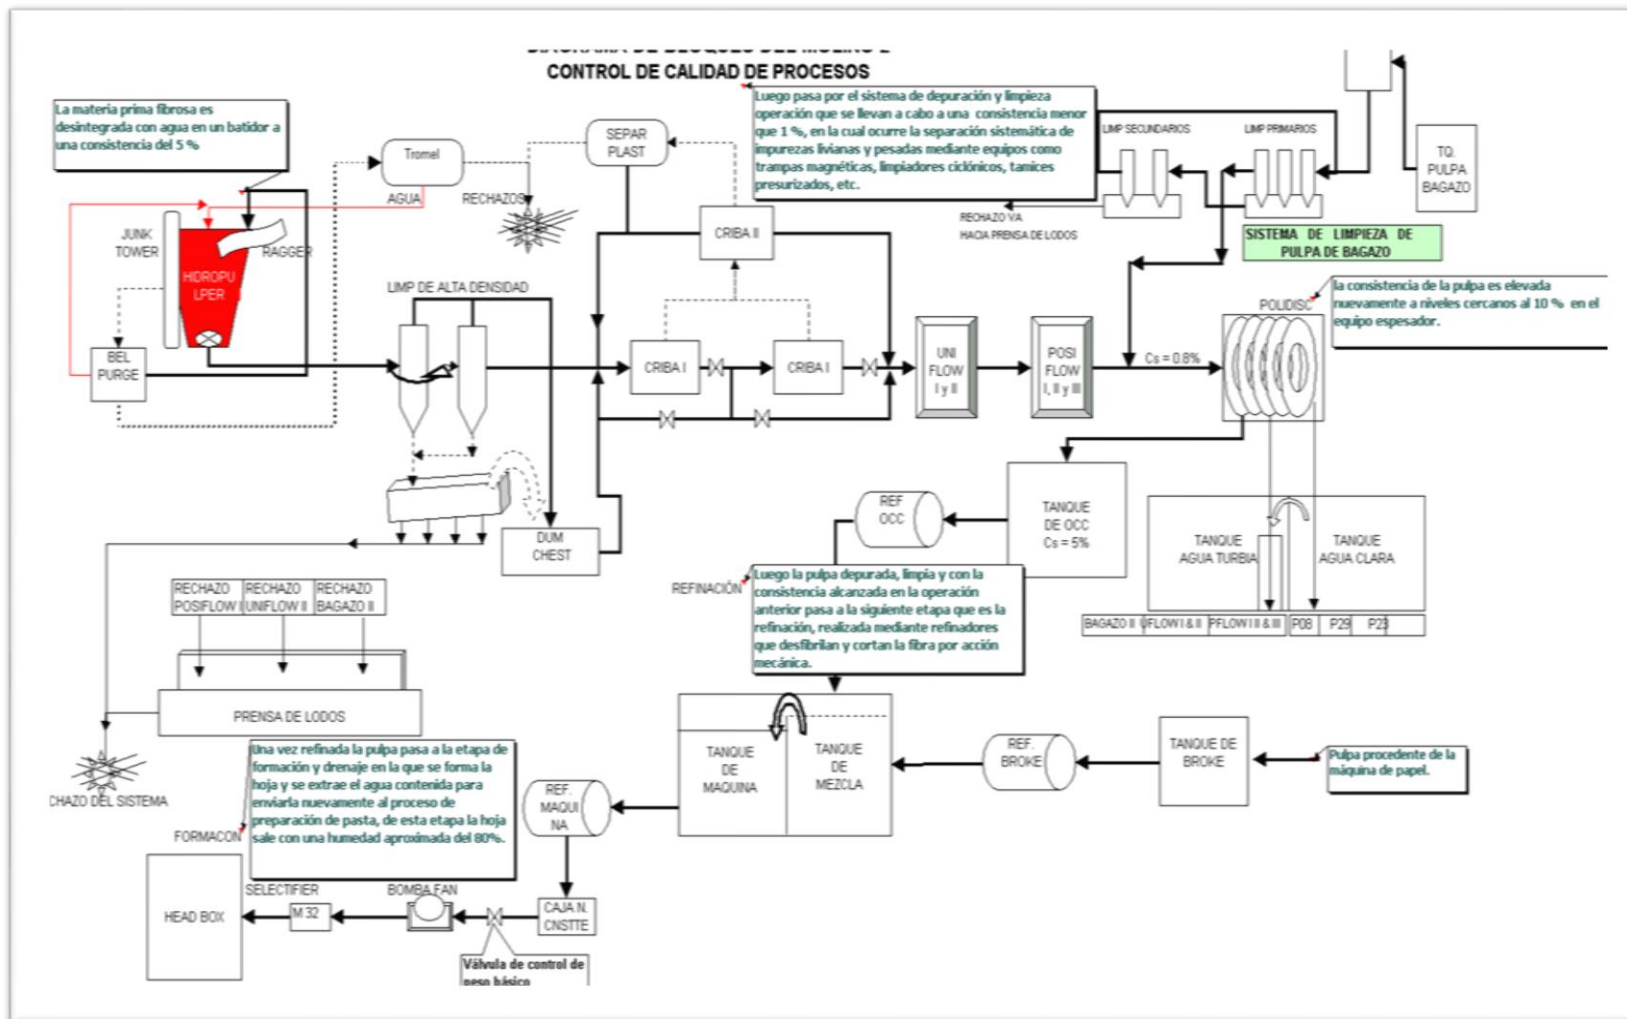 DIAGRAMA DE BLOQUES DEL MOLINO 2
CONTROL DE CALIDAD DE PROCESOS
La materia prima fibrosa es
desintegrada con agua en un batidor a
una consistencia del 5 %
Tromel
AGUA
RECHAZOS
SEPAR
PLAST
Luego pasa por el sistema de depuración y limpieza
operación que se llevan a cabo a una consistencia menor
que 1 %, en la cual ocurre la separación sistemática de
impurezas livianas y pesadas mediante equipos como
trampas magnéticas, limpiadores ciclónicos, tamices
presurizados, etc.
LIMP SECUNDARIOS
LIMP PRIMARIOS
TQ.
PULPA
BAGAZO
RECHAZO VA
HACIA PRENSA DE LODOS
SISTEMA DE LIMPIEZA DE
PULPA DE BAGAZO
JUNK
TOWER
RAGGER
HIDROPU
LPER
BEL
PURGE
LIMP DE ALTA DENSIDAD
CRIBA II
CRIBA I
CRIBA I
UNI
FLOW
I y II
POSI
FLOW
I, II y III
Cs = 0.8%
POLIDISC
la consistencia de la pulpa es elevada
nuevamente a niveles cercanos al 10 % en el
equipo espesador.
DUM
CHEST
REF
OCC
TANQUE
DE OCC
Cs = 5%
TANQUE
AGUA TURBIA
TANQUE
AGUA CLARA
BAGAZO II UFLOW I & II PFLOW I II & III P08 P29 P23
REFINACIÓN
Luego la pulpa depurada, limpia y con la
consistencia alcanzada en la operación
anterior pasa a la siguiente etapa que es la
refinación, realizada mediante refinadores
que desfibrilan y cortan la fibra por acción
mecánica.
RECHAZO
POSIFLOW I
RECHAZO
UNIFLOW II
RECHAZO
BAGAZO II
PRENSA DE LODOS
CHAZO DEL SISTEMA
Una vez refinada la pulpa pasa a la etapa de
formación y drenaje en la que se forma la
hoja y se extrae el agua contenida para
enviarla nuevamente al proceso de
preparación de pasta, de esta etapa la hoja
sale con una humedad aproximada del 80%.
FORMACON
TANQUE
DE
MAQUINA
TANQUE
DE
MEZCLA
REF.
BROKE
TANQUE DE
BROKE
Pulpa procedente de la
máquina de papel.
REF.
MAQUI
NA
HEAD BOX
SELECTIFIER
M 32
BOMBA FAN
CAJA N.
CNSTTE
Válvula de control de
peso básico